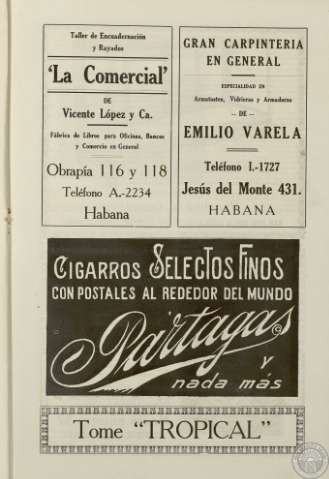 Taller de Encuadernación
y Rayados
'La Comercial'
DE
Vicente López y Ca.
Fábrica de Libros para Oficinas, Bancos
y Comercio en General
Obrapía 116 y 118
Teléfono A.-2234
Habana
GRAN CARPINTERIA
EN GENERAL
ESPECIALIDAD EN
Armatostes, Vidrieras y Armadores
-- DE --
EMILIO VARELA
Teléfono I.-1727
Jesús del Monte 431.
HABANA
CIGARROS SELECTOS FINOS
CON POSTALES AL REDEDOR DEL MUNDO
Pártagas
Y
nada más
Tome "TROPICAL"